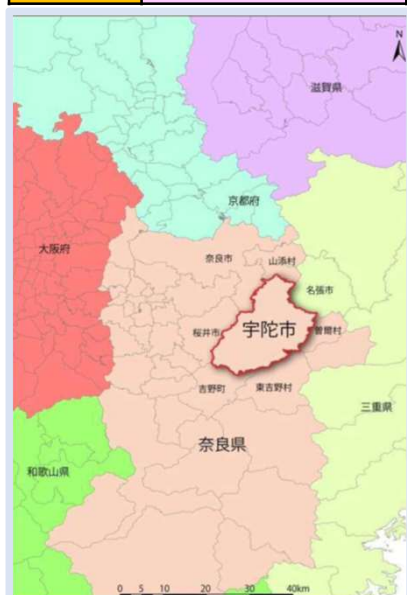 N
滋賀県
京都府
大阪府
奈良市
山添村
名張市
宇陀市
桜井市
曽爾村
吉野町
東吉野村
三重県
奈良県
和歌山県
0 5 10 20 30 40km